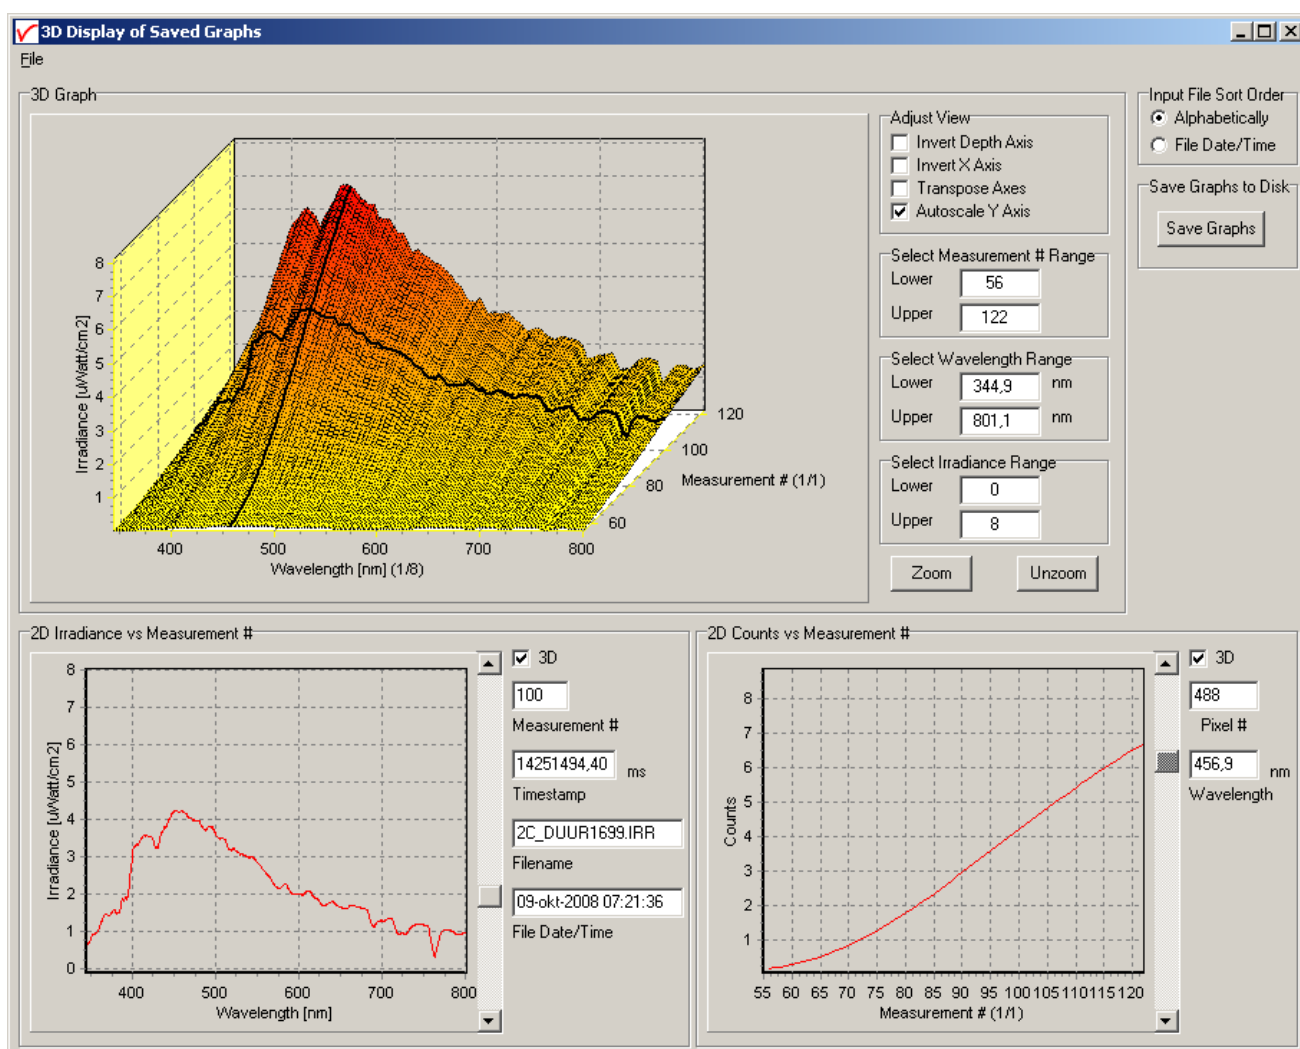 3D Display of Saved Graphs
File
3D Graph
Irradiance [uWatt/cm2]
8
7
6
5
4
3
2
1
400 500 600 700 800
Wavelength [nm] (1/8)
120
100
80
60
Measurement # (1/1)
Adjust View
Invert Depth Axis
Invert X Axis
Transpose Axes
Autoscale Y Axis
Select Measurement # Range
Lower 56
Upper 122
Select Wavelength Range
Lower 344,9 nm
Upper 801,1 nm
Select Irradiance Range
Lower 0
Upper 8
Zoom Unzoom
Input File Sort Order
Alphabetically
File Date/Time
Save Graphs to Disk
Save Graphs
2D Irradiance vs Measurement #
Irradiance [uWatt/cm2]
8
7
6
5
4
3
2
1
0
400 500 600 700 800
Wavelength [nm]
3D
100
Measurement #
14251494,40 ms
Timestamp
2C_DUUR1699.IRR
Filename
09-okt-2008 07:21:36
File Date/Time
2D Counts vs Measurement #
Counts
8
7
6
5
4
3
2
1
55 60 65 70 75 80 85 90 95 100 105 110 115 120
Measurement # (1/1)
3D
488
Pixel #
456,9 nm
Wavelength